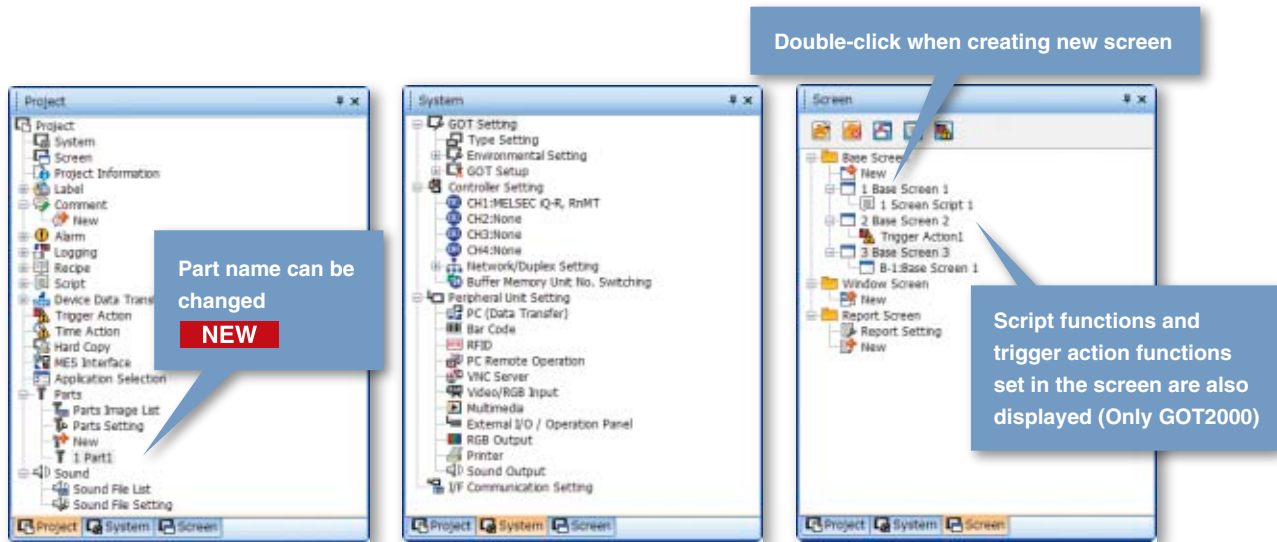 Double-click when creating new screen
Project
Project
System
Screen
Project Information
Label
Comment
New
Alarm
Logging
Recipe
Script
Device Data Trans
Trigger Action
Time Action
Hard Copy
MES Interface
Application Selection
Parts
Parts Image List
Parts Setting
New
1 Part1
Sound
Sound File List
Sound File Setting
Project System Screen
Part name can be
changed
NEW
System
GOT Setting
Type Setting
Environmental Setting
GOT Setup
Controller Setting
CH1:MELSEC iQ-R, RnMT
CH2:None
CH3:None
CH4:None
Network/Duplex Setting
Buffer Memory Unit No. Switching
Peripheral Unit Setting
PC (Data Transfer)
Bar Code
RFID
PC Remote Operation
VNC Server
Video/RGB Input
Multimedia
External I/O / Operation Panel
RGB Output
Printer
Sound Output
I/F Communication Setting
Project System Screen
Screen
Base Screen
New
1 Base Screen 1
1 Screen Script 1
2 Base Screen 2
Trigger Action1
3 Base Screen 3
B-1:Base Screen 1
Window Screen
New
Report Screen
Report Setting
New
Project System Screen
Script functions and
trigger action functions
set in the screen are also
displayed (Only GOT2000)